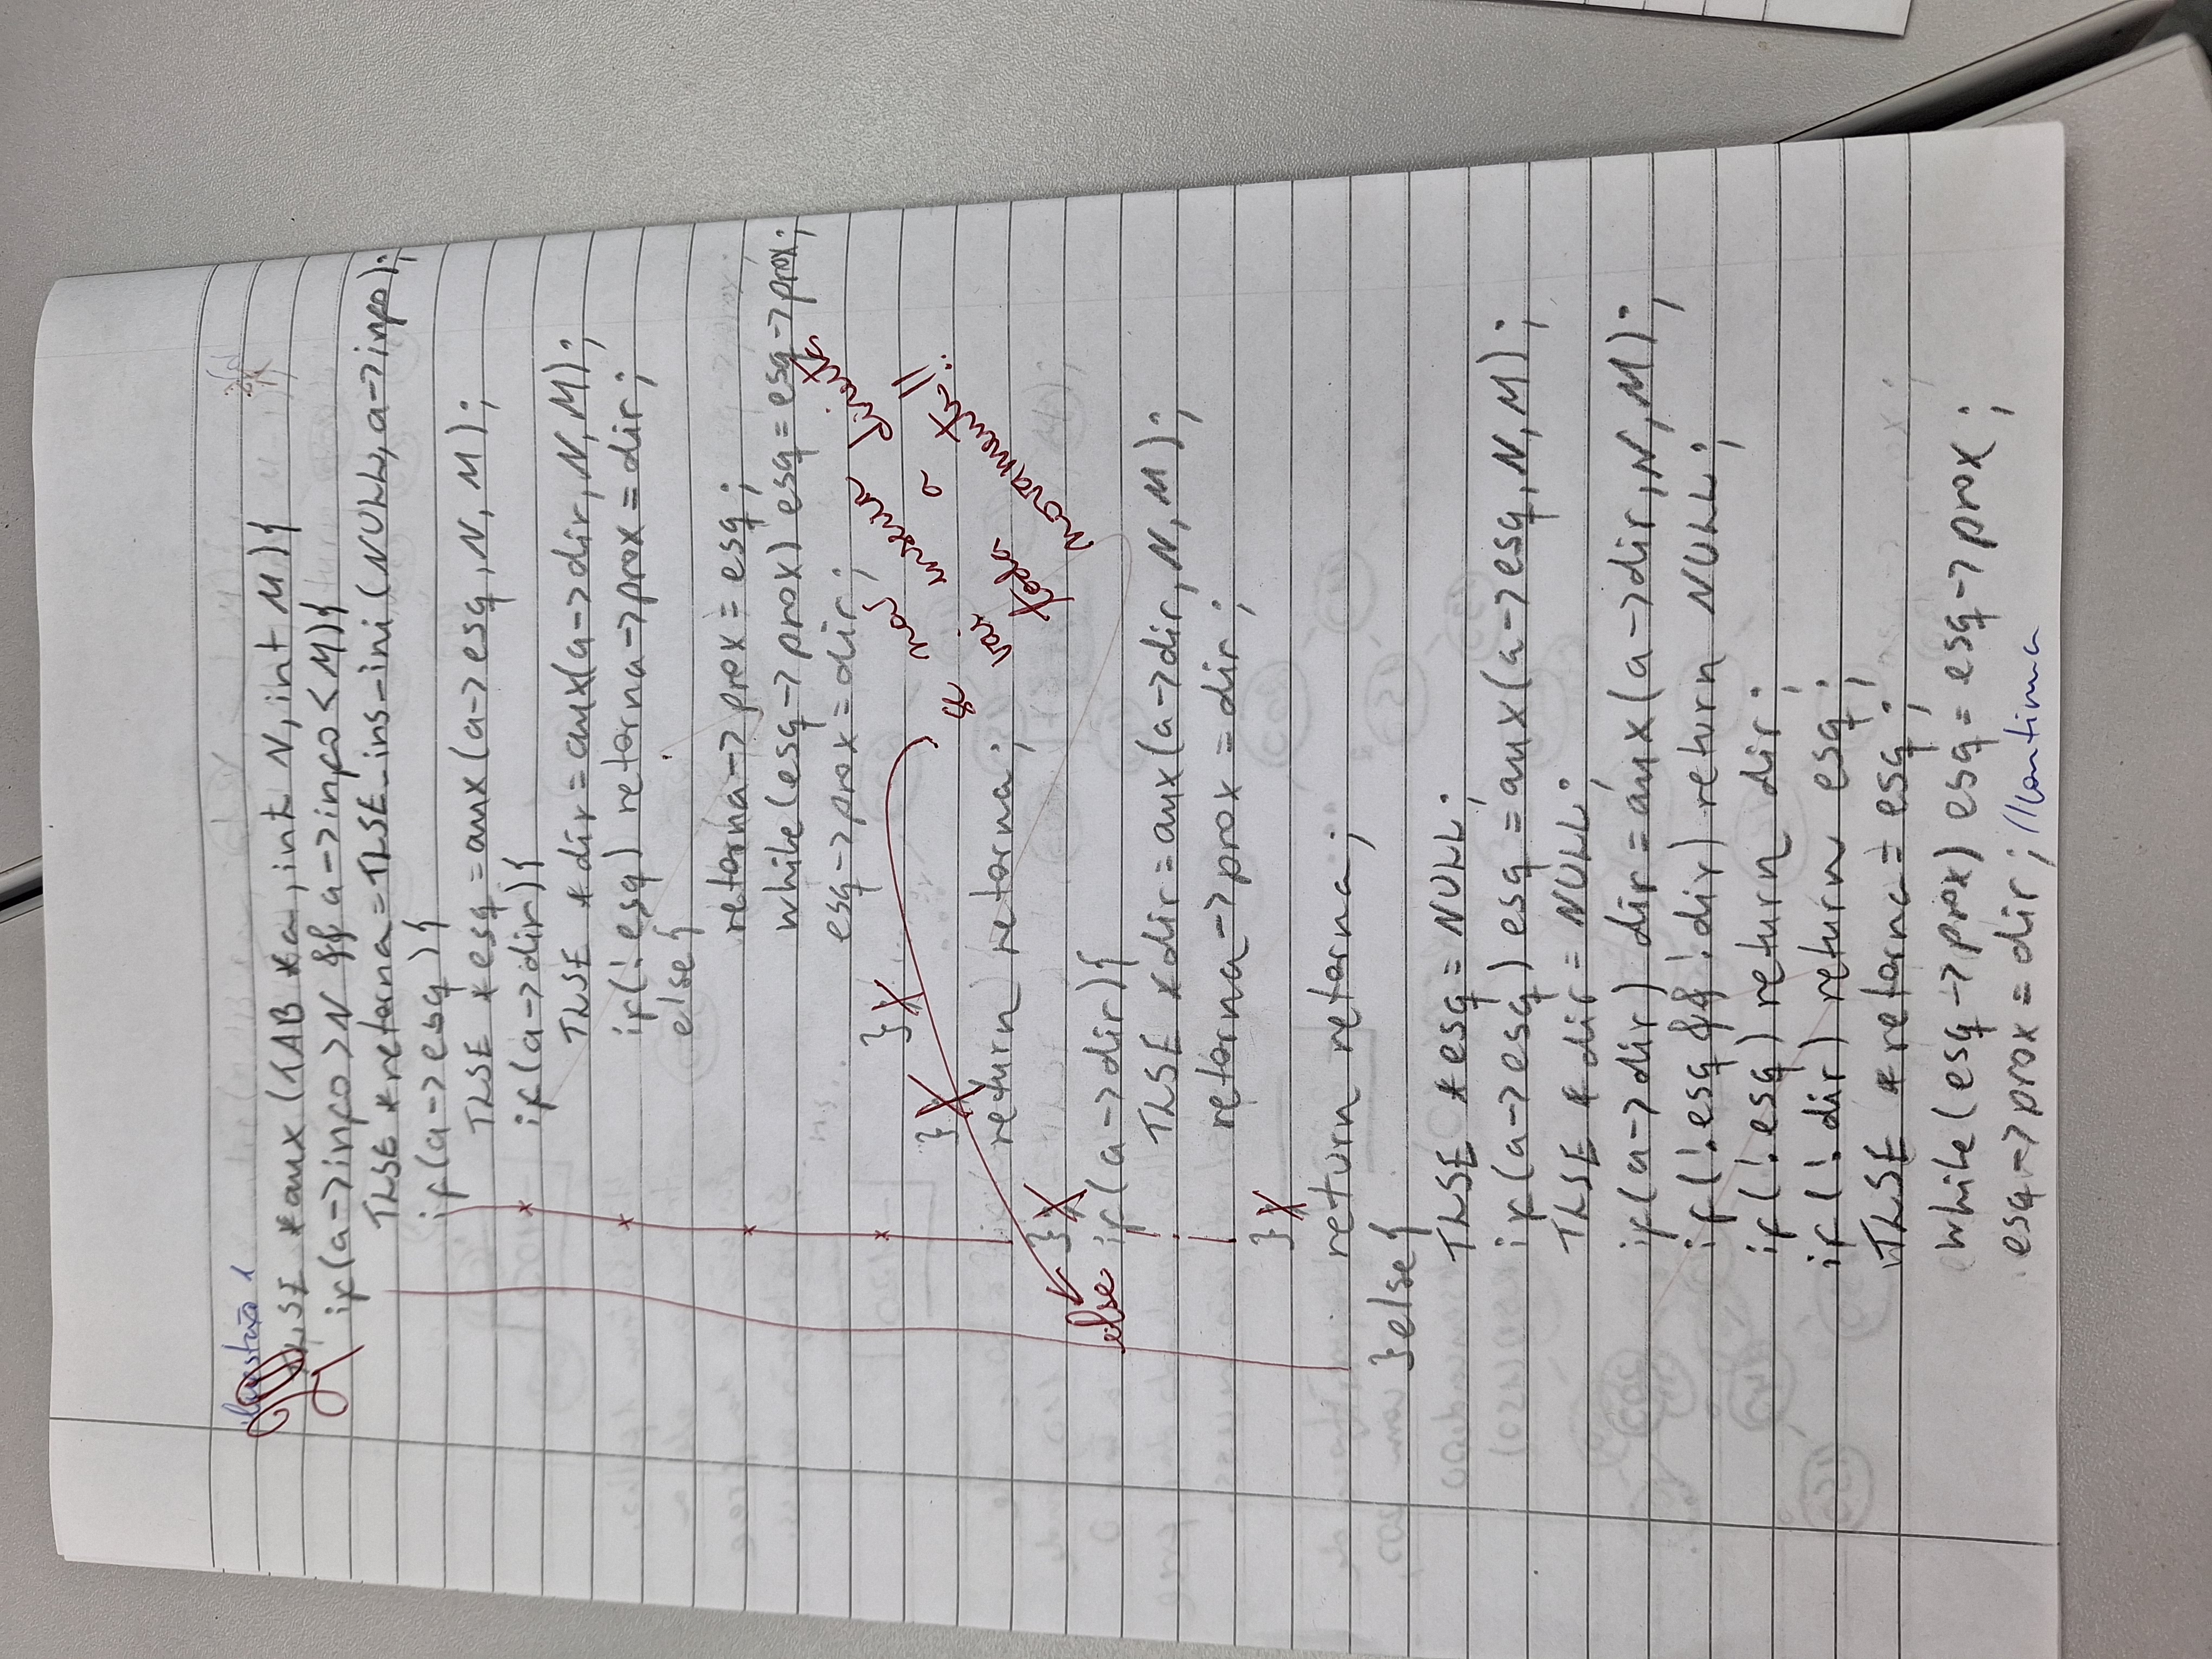 Questão 1
2,0
TLSE *aux (TAB *a, int N, int M){
if(a->info > N && a->info < M){
TLSE *retorna = TLSE_ins_ini (NULL, a->info);
if(a->esq){
TLSE *esq = aux (a->esq, N, M);
if(a->dir){
TLSE *dir = aux(a->dir, N, M);
if(!esq) retorna->prox = dir;
else{
retorna->prox = esq;
while(esq->prox) esq = esq->prox;
esq->prox = dir;
};
};
return retorna;
};
se não
vai inserir
toda a direita
novamente!!
else if(a->dir){
TLSE *dir = aux(a->dir, N, M);
retorna->prox = dir;
};
return retorna;
}else{
TLSE *esq = NULL;
if(a->esq) esq = aux(a->esq, N, M);
TLSE *dir = NULL;
if(a->dir) dir = aux(a->dir, N, M);
if(!esq && !dir) return NULL;
if(!esq) return dir;
if(!dir) return esq;
TLSE *retorna = esq;
while(esq->prox) esq = esq->prox;
esq->prox = dir; //continua